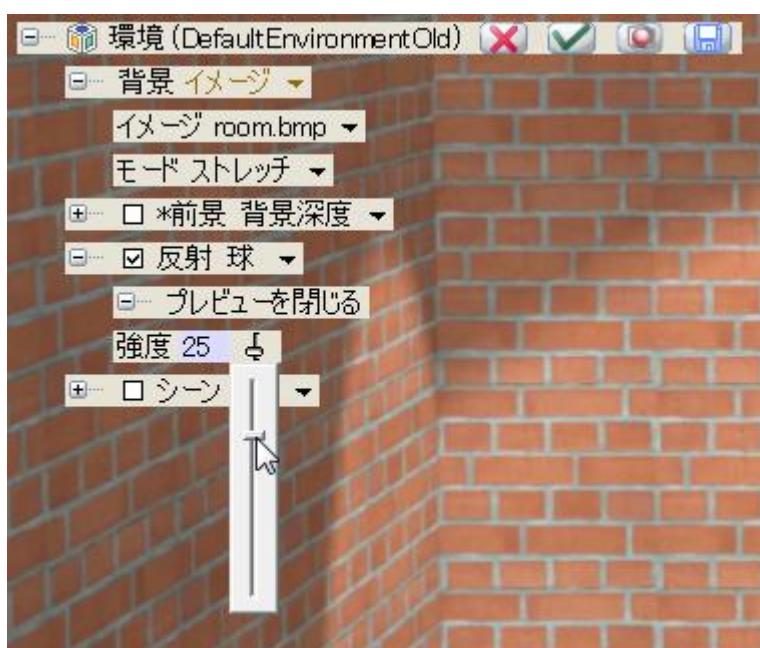 環境 (DefaultEnvironmentOld)
背景 イメージ
イメージ room.bmp
モード ストレッチ
*前景 背景深度
反射 球
プレビューを閉じる
強度 25
シーン